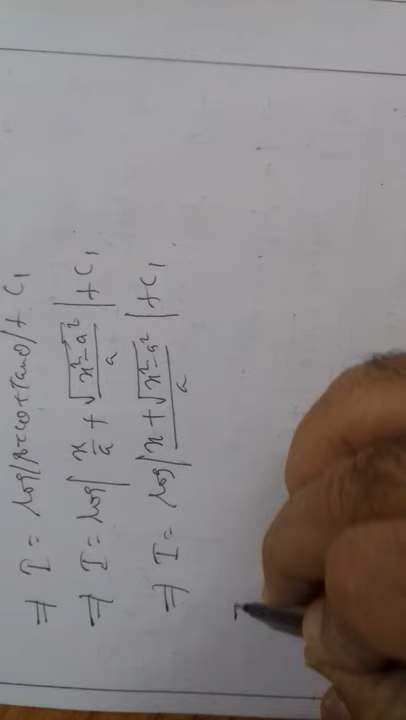 ⇒ I = log|secθ + tanθ| + C₁
⇒ I = log| x/a + √(x²-a²)/a | + C₁
⇒ I = log| (x + √(x²-a²))/a | + C₁